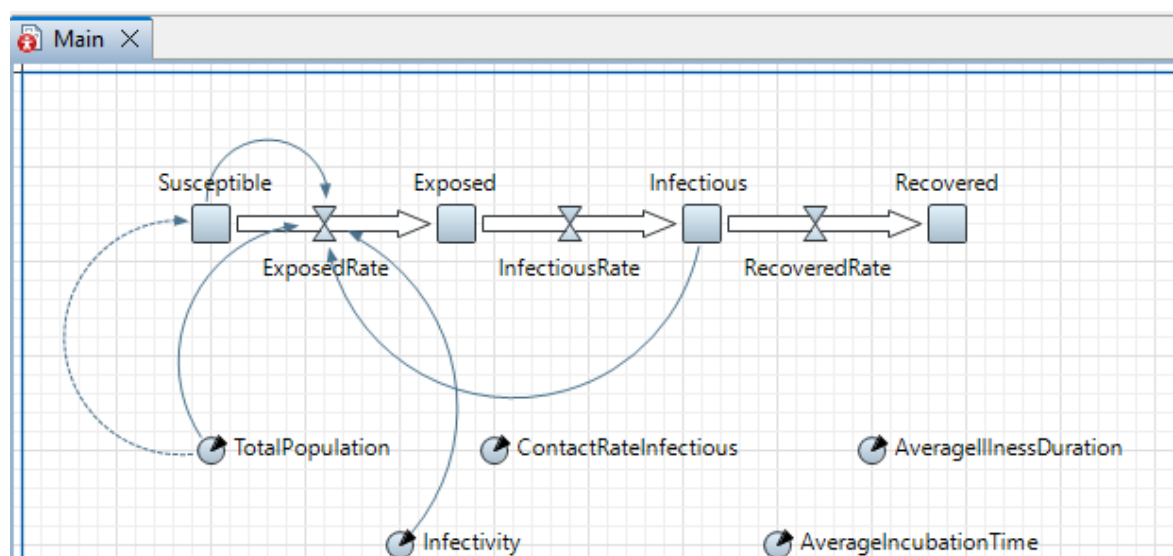 Main
Susceptible
Exposed
Infectious
Recovered
ExposedRate
InfectiousRate
RecoveredRate
TotalPopulation
ContactRateInfectious
AverageIllnessDuration
Infectivity
AverageIncubationTime